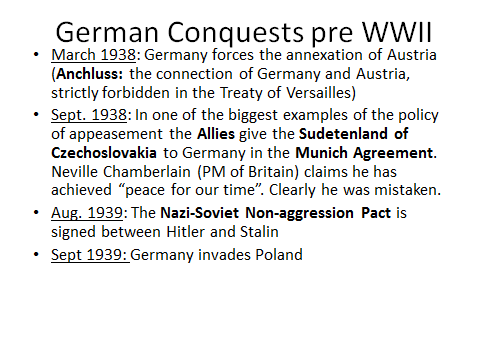 German Conquests pre WWII
• March 1938: Germany forces the annexation of Austria
(Anchluss: the connection of Germany and Austria,
strictly forbidden in the Treaty of Versailles)
• Sept. 1938: In one of the biggest examples of the policy
of appeasement the Allies give the Sudetenland of
Czechoslovakia to Germany in the Munich Agreement.
Neville Chamberlain (PM of Britain) claims he has
achieved “peace for our time”. Clearly he was mistaken.
• Aug. 1939: The Nazi-Soviet Non-aggression Pact is
signed between Hitler and Stalin
• Sept 1939: Germany invades Poland